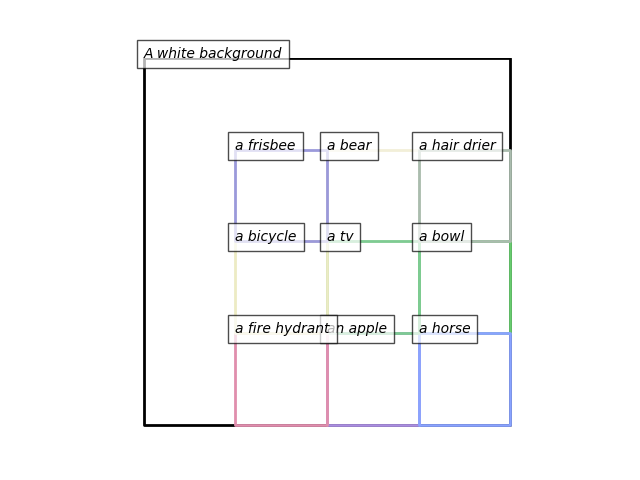 A white background
a frisbee
a bear
a hair drier
a bicycle
a tv
a bowl
a fire hydrant
an apple
a horse